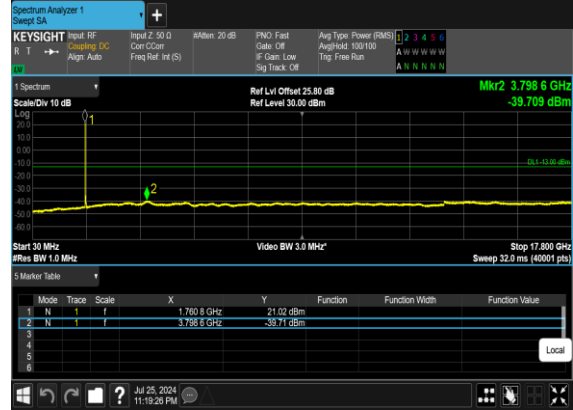 Spectrum Analyzer 1
Swept SA
+
KEYSIGHT Input: RF Input Z: 50 Ω #Atten: 20 dB PNO: Fast Avg Type: Power (RMS) 1 2 3 4 5 6
R T Coupling: DC Corr CCorr Gate: Off Avg|Hold: 100/100 A W W W W W
Align: Auto Freq Ref: Int (S) IF Gain: Low Trig: Free Run
Sig Track: Off A N N N N N
1 Spectrum Ref Lvl Offset 25.80 dB Mkr2 3.798 6 GHz
Scale/Div 10 dB Ref Level 30.00 dBm -39.709 dBm
Log
20.0
10.0
0.00
-10.0
-20.0
-30.0
-40.0
-50.0
-60.0
1
2
DL1 -13.00 dBm
Start 30 MHz Video BW 3.0 MHz* Stop 17.800 GHz
#Res BW 1.0 MHz Sweep 32.0 ms (40001 pts)
5 Marker Table
Mode Trace Scale X Y Function Function Width Function Value
1 N 1 f 1.760 8 GHz 21.02 dBm
2 N 1 f 3.798 6 GHz -39.71 dBm
3
4
5
6
Local
? Jul 25, 2024
11:19:26 PM